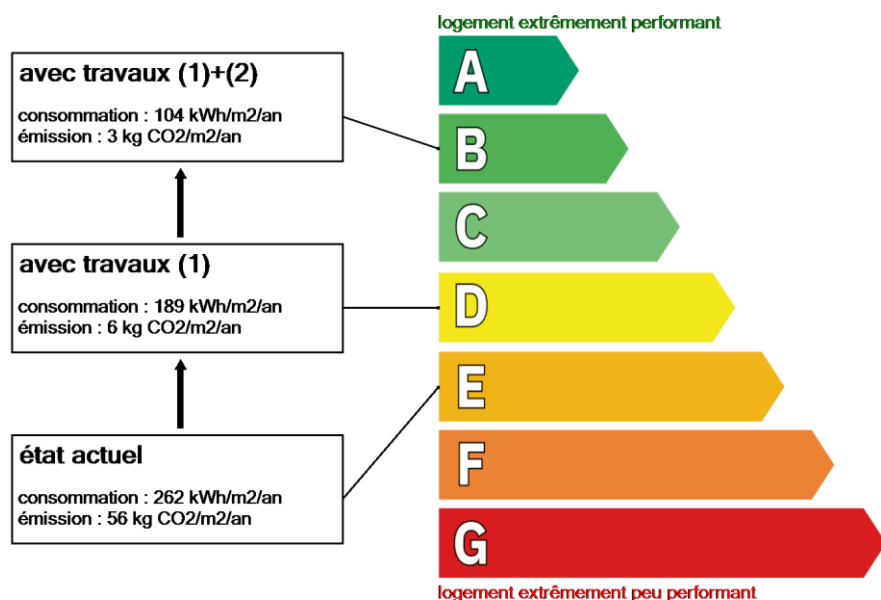 logement extrêmement performant
avec travaux (1)+(2)
consommation : 104 kWh/m2/an
émission : 3 kg CO2/m2/an
avec travaux (1)
consommation : 189 kWh/m2/an
émission : 6 kg CO2/m2/an
état actuel
consommation : 262 kWh/m2/an
émission : 56 kg CO2/m2/an
A
B
C
D
E
F
G
logement extrêmement peu performant